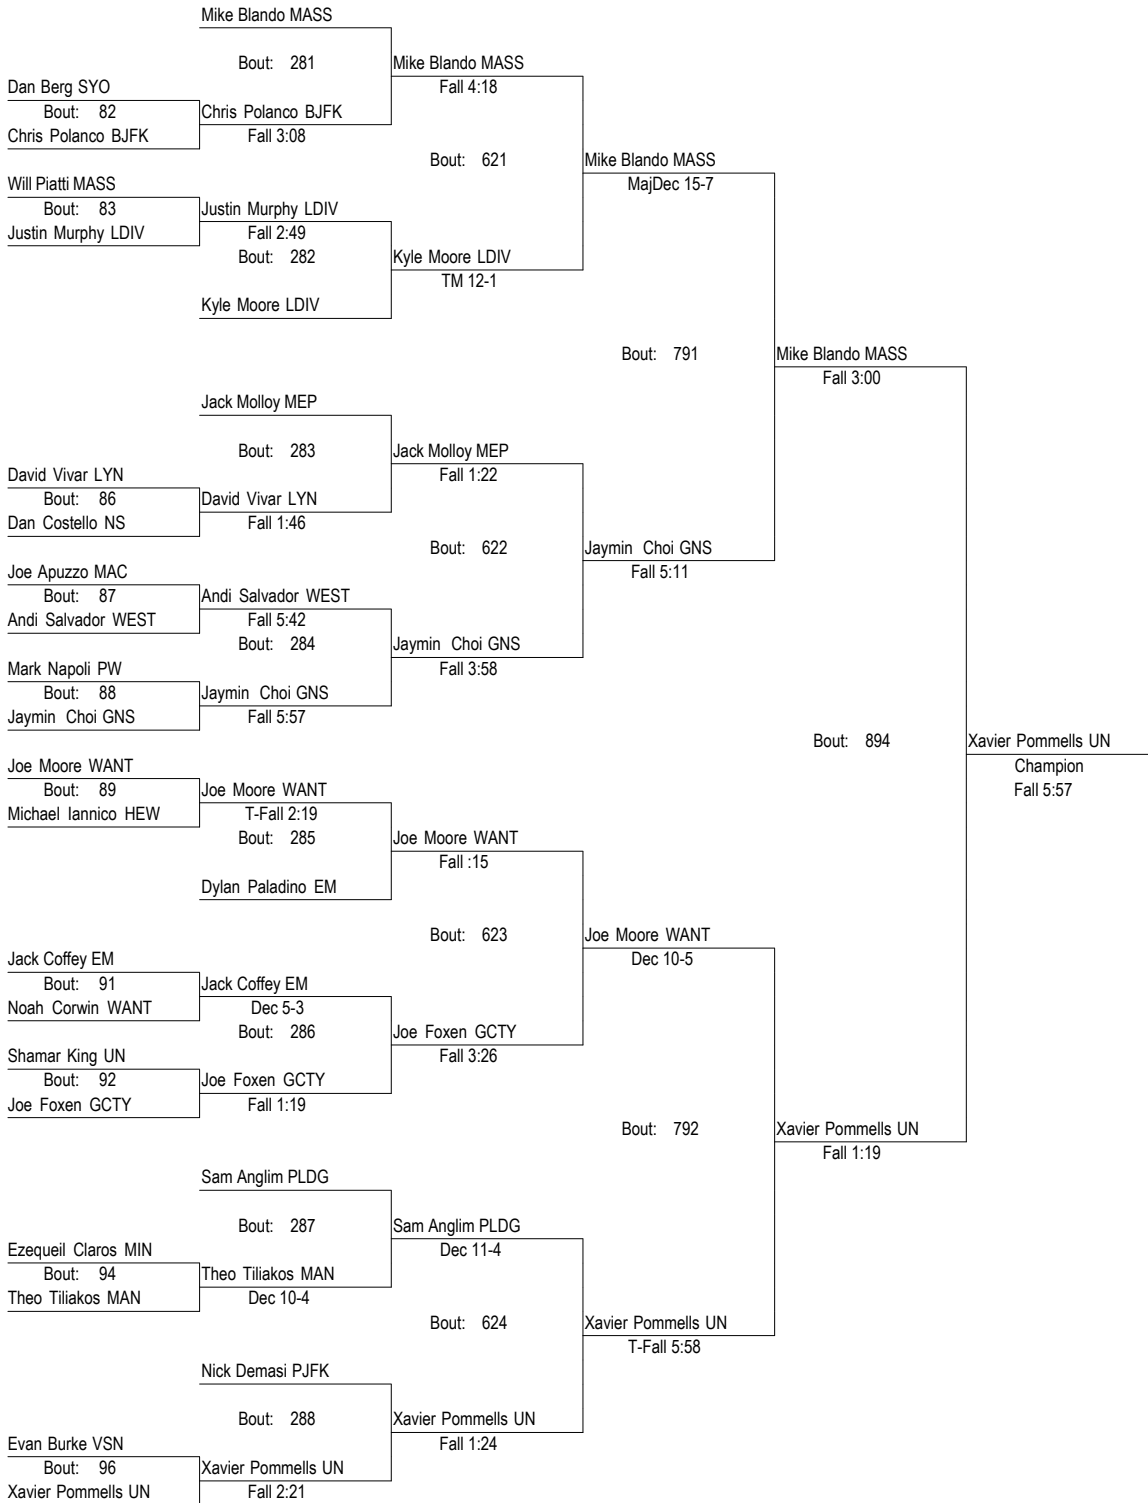 Mike Blando MASS
Bout: 281
Mike Blando MASS
Dan Berg SYO
Fall 4:18
Bout: 82
Chris Polanco BJFK
Chris Polanco BJFK
Fall 3:08
Bout: 621
Mike Blando MASS
Will Piatti MASS
MajDec 15-7
Bout: 83
Justin Murphy LDIV
Justin Murphy LDIV
Fall 2:49
Bout: 282
Kyle Moore LDIV
TM 12-1
Kyle Moore LDIV
Bout: 791
Mike Blando MASS
Fall 3:00
Jack Molloy MEP
Bout: 283
Jack Molloy MEP
David Vivar LYN
Fall 1:22
Bout: 86
David Vivar LYN
Dan Costello NS
Fall 1:46
Bout: 622
Jaymin Choi GNS
Joe Apuzzo MAC
Fall 5:11
Bout: 87
Andi Salvador WEST
Andi Salvador WEST
Fall 5:42
Bout: 284
Jaymin Choi GNS
Mark Napoli PW
Fall 3:58
Bout: 88
Jaymin Choi GNS
Jaymin Choi GNS
Fall 5:57
Bout: 894
Xavier Pommells UN
Joe Moore WANT
Champion
Bout: 89
Joe Moore WANT
Fall 5:57
Michael Iannico HEW
T-Fall 2:19
Bout: 285
Joe Moore WANT
Fall :15
Dylan Paladino EM
Bout: 623
Joe Moore WANT
Jack Coffey EM
Dec 10-5
Bout: 91
Jack Coffey EM
Noah Corwin WANT
Dec 5-3
Bout: 286
Joe Foxen GCTY
Shamar King UN
Fall 3:26
Bout: 92
Joe Foxen GCTY
Joe Foxen GCTY
Fall 1:19
Bout: 792
Xavier Pommells UN
Fall 1:19
Sam Anglim PLDG
Bout: 287
Sam Anglim PLDG
Ezequeil Claros MIN
Dec 11-4
Bout: 94
Theo Tiliakos MAN
Theo Tiliakos MAN
Dec 10-4
Bout: 624
Xavier Pommells UN
T-Fall 5:58
Nick Demasi PJFK
Bout: 288
Xavier Pommells UN
Evan Burke VSN
Fall 1:24
Bout: 96
Xavier Pommells UN
Xavier Pommells UN
Fall 2:21